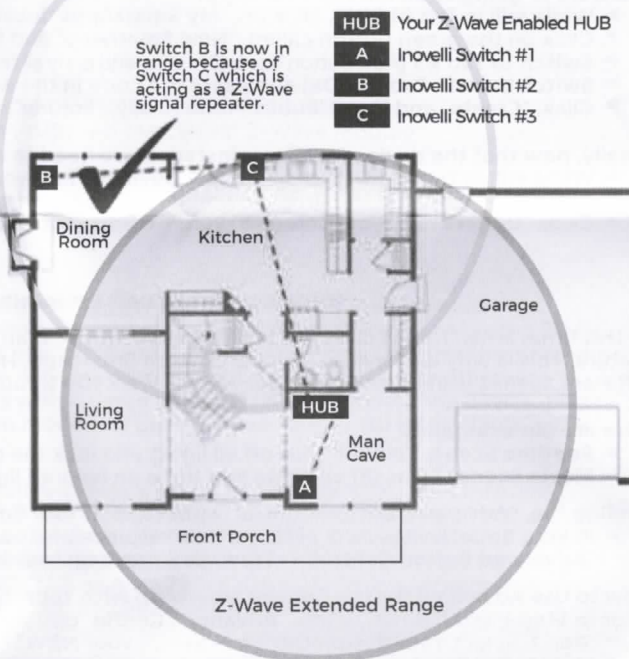 HUB Your Z-Wave Enabled HUB
A Inovelli Switch #1
B Inovelli Switch #2
C Inovelli Switch #3
Switch B is now in
range because of
Switch C which is
acting as a Z-Wave
signal repeater.
B
C
Dining
Room
Kitchen
Garage
Living
Room
HUB
Man
Cave
A
Front Porch
Z-Wave Extended Range